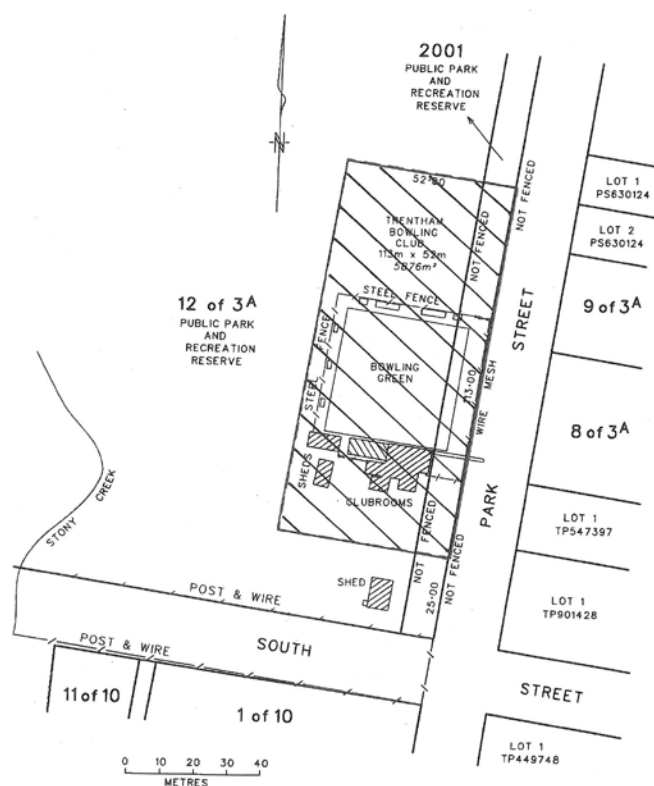 2001
PUBLIC PARK
AND
RECREATION
RESERVE
N
52·00
NOT FENCED
NOT FENCED
LOT 1
PS630124
LOT 2
PS630124
TRENTHAM
BOWLING
CLUB
113m x 52m
5876m²
STEEL FENCE
STREET
9 of 3A
12 of 3A
PUBLIC PARK
AND
RECREATION
RESERVE
STEEL FENCE
BOWLING
GREEN
113·00
WIRE MESH
8 of 3A
SHEDS
CLUBROOMS
PARK
STONY CREEK
NOT FENCED
NOT FENCED
25·00
LOT 1
TP547397
POST & WIRE
SHED
LOT 1
TP901428
POST & WIRE
SOUTH
STREET
11 of 10
1 of 10
LOT 1
TP449748
0 10 20 30 40
METRES